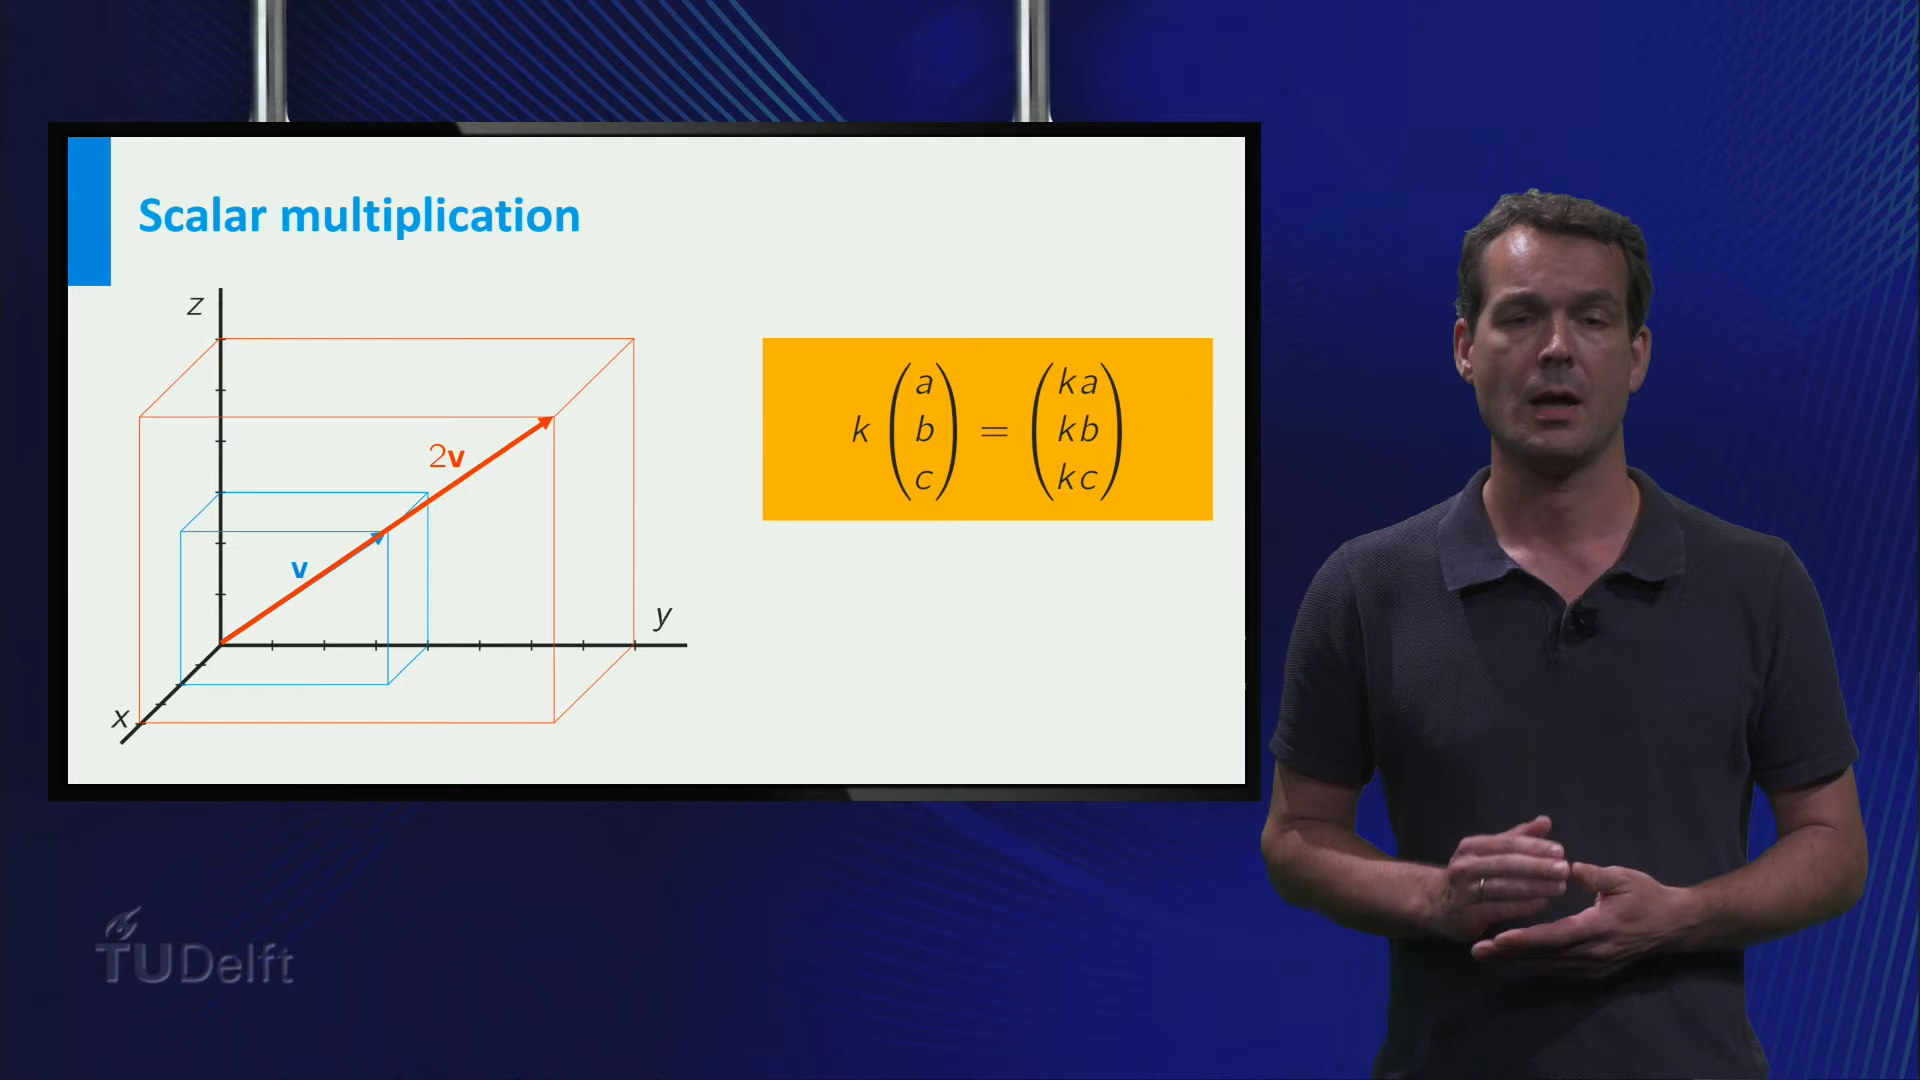 Scalar multiplication
z
2v
v
y
x
k (a b c) = (ka kb kc)
TUDelft